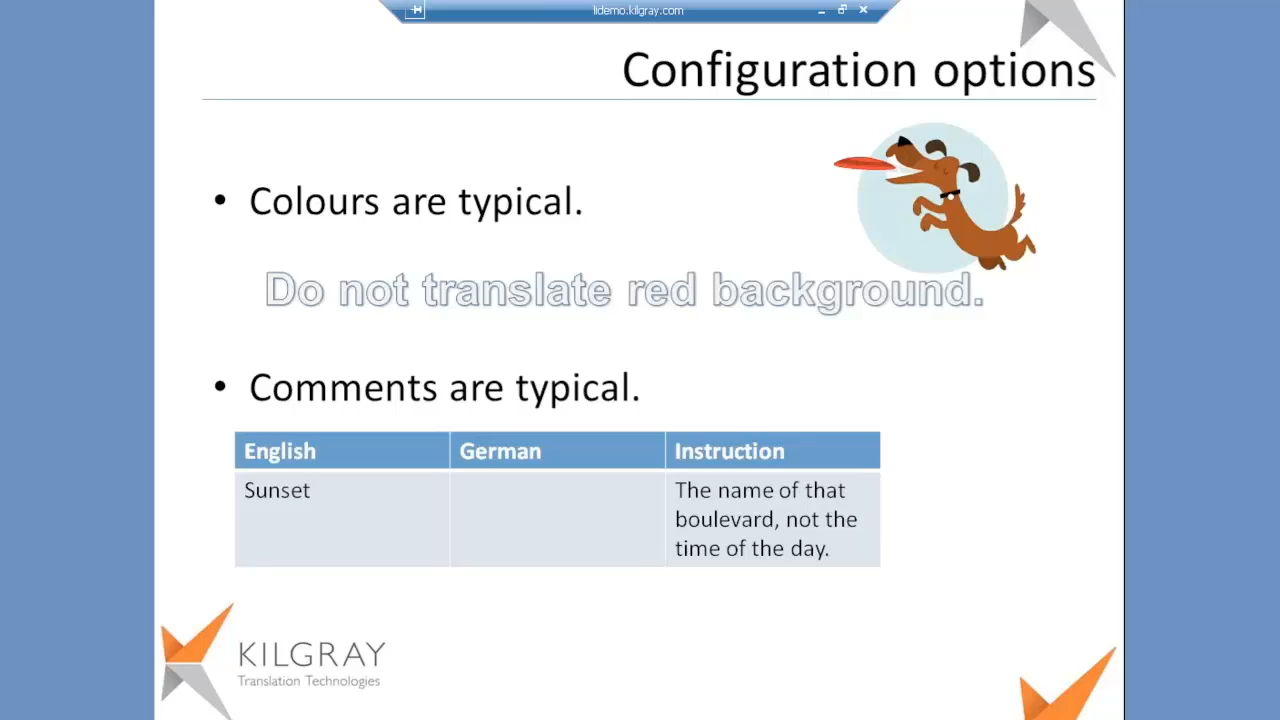 lidemo.kilgray.com
Configuration options
• Colours are typical.
Do not translate red background.
• Comments are typical.
English German Instruction
Sunset The name of that
boulevard, not the
time of the day.
KILGRAY
Translation Technologies